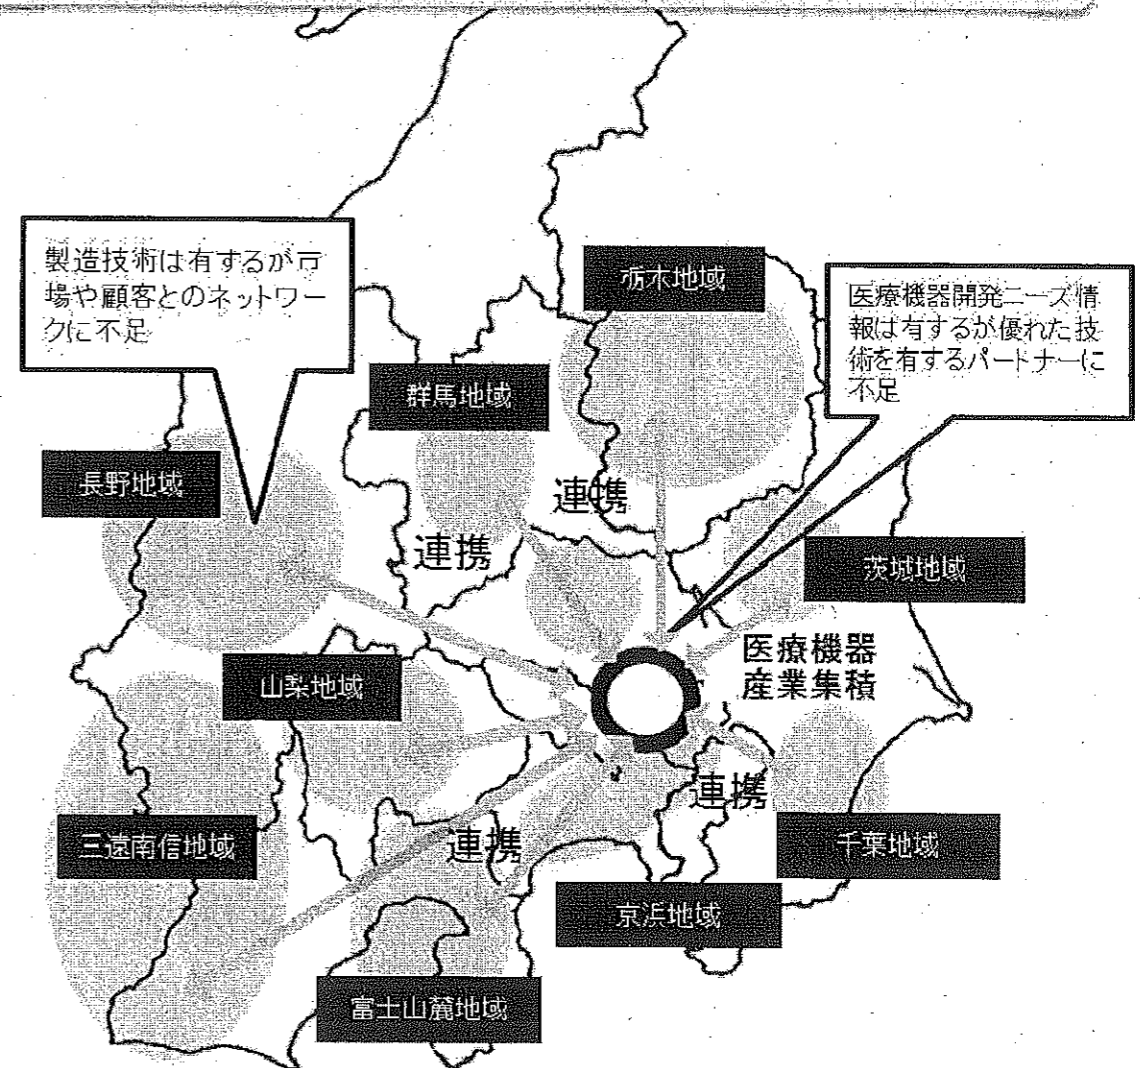 製造技術は有するが市
場や顧客とのネットワー
クに不足
栃木地域
医療機器開発ニーズ情
報は有するが優れた技
術を有するパートナーに
不足
群馬地域
長野地域
連携
連携
茨城地域
医療機器
産業集積
山梨地域
連携
三遠南信地域
連携
千葉地域
京浜地域
富士山麓地域